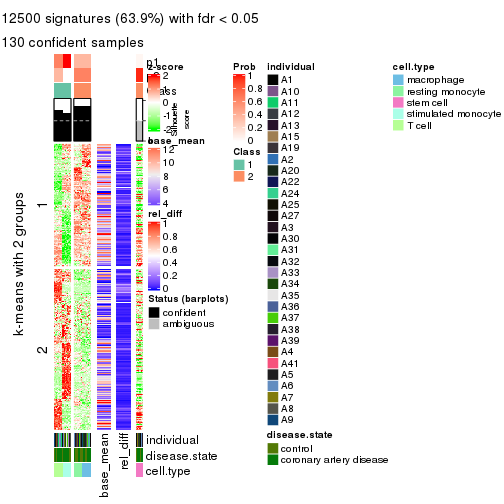 12500 signatures (63.9%) with fdr < 0.05
130 confident samples
k-means with 2 groups
1
2
p1
z-score
2
1
0
-1
-2
Silhouette
score
base_mean
12
10
8
6
4
rel_diff
1
0.8
0.6
0.4
0.2
0
Status (barplots)
confident
ambiguous
Prob
1
0.8
0.6
0.4
0.2
0
Class
1
2
individual
A1
A10
A11
A12
A13
A15
A19
A2
A20
A22
A24
A25
A27
A3
A30
A31
A32
A33
A34
A35
A36
A37
A38
A39
A4
A41
A5
A6
A7
A8
A9
disease.state
control
coronary artery disease
cell.type
macrophage
resting monocyte
stem cell
stimulated monocyte
T cell
individual
disease.state
cell.type
base_mean
rel_diff